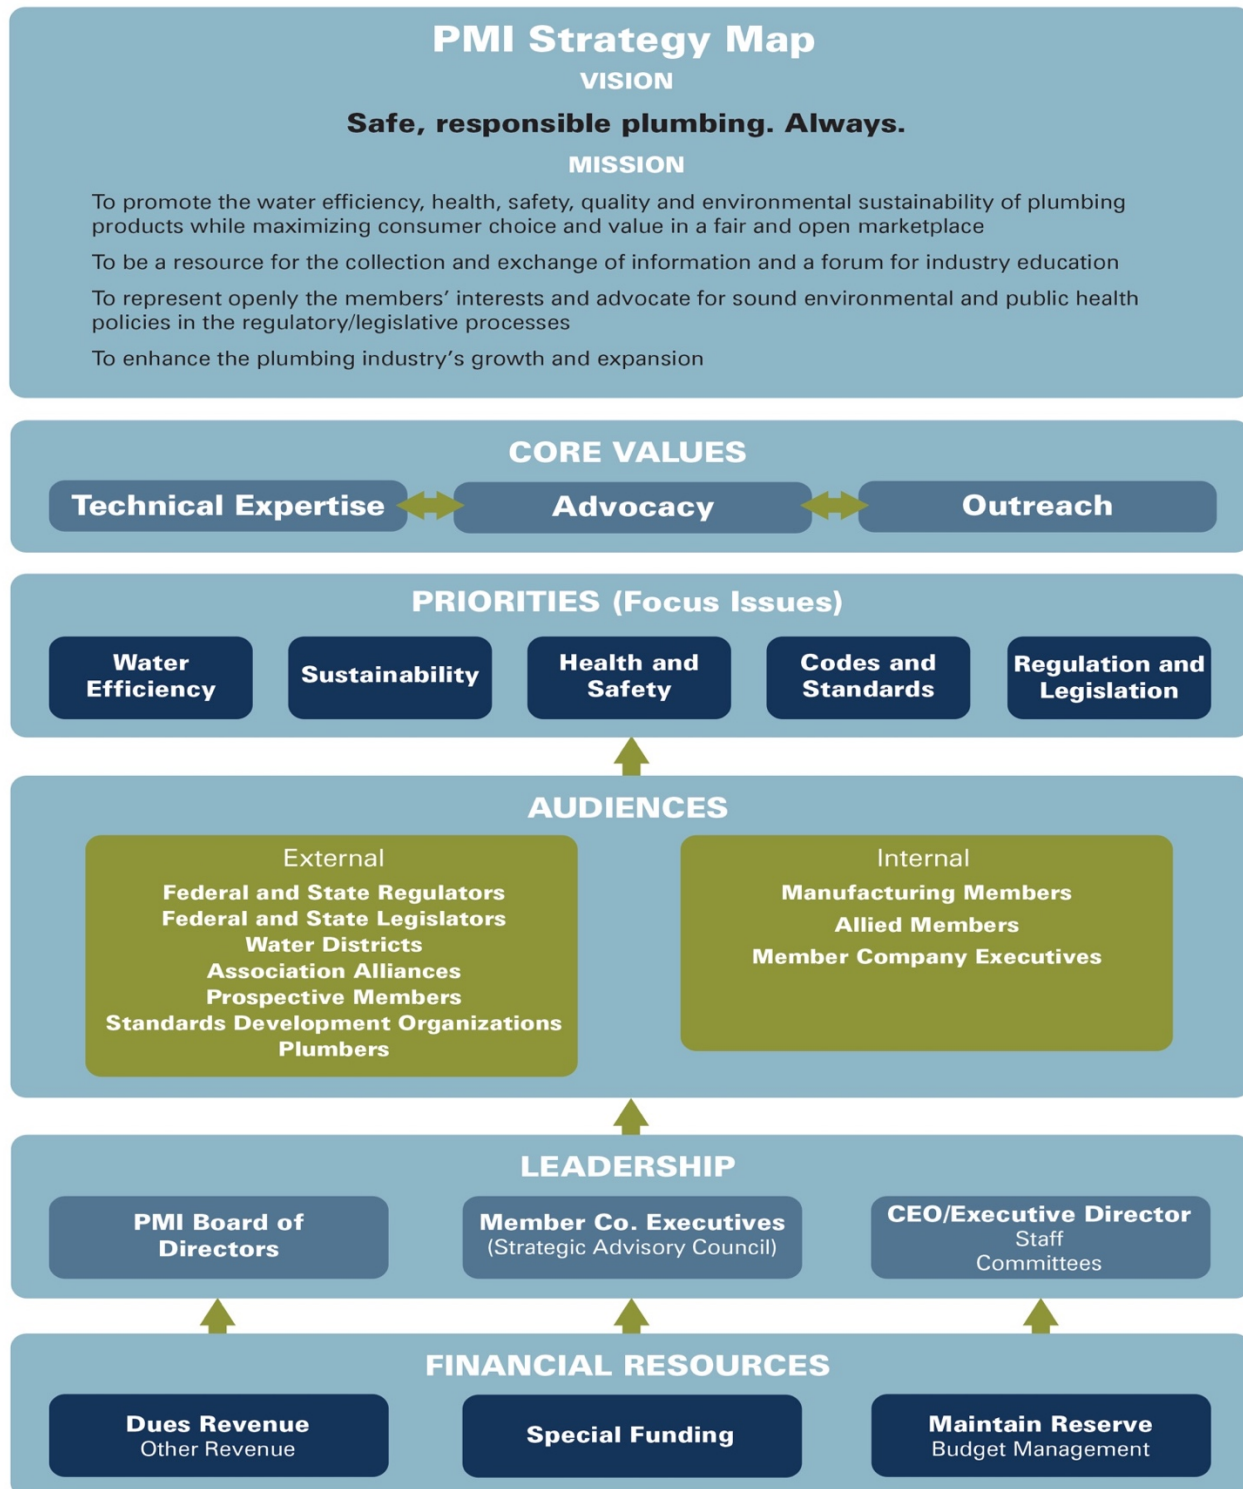 PMI Strategy Map
VISION
Safe, responsible plumbing. Always.
MISSION
To promote the water efficiency, health, safety, quality and environmental sustainability of plumbing
products while maximizing consumer choice and value in a fair and open marketplace
To be a resource for the collection and exchange of information and a forum for industry education
To represent openly the members’ interests and advocate for sound environmental and public health
policies in the regulatory/legislative processes
To enhance the plumbing industry’s growth and expansion
CORE VALUES
Technical Expertise
Advocacy
Outreach
PRIORITIES (Focus Issues)
Water
Efficiency
Sustainability
Health and
Safety
Codes and
Standards
Regulation and
Legislation
AUDIENCES
External
Federal and State Regulators
Federal and State Legislators
Water Districts
Association Alliances
Prospective Members
Standards Development Organizations
Plumbers
Internal
Manufacturing Members
Allied Members
Member Company Executives
LEADERSHIP
PMI Board of
Directors
Member Co. Executives
(Strategic Advisory Council)
CEO/Executive Director
Staff
Committees
FINANCIAL RESOURCES
Dues Revenue
Other Revenue
Special Funding
Maintain Reserve
Budget Management